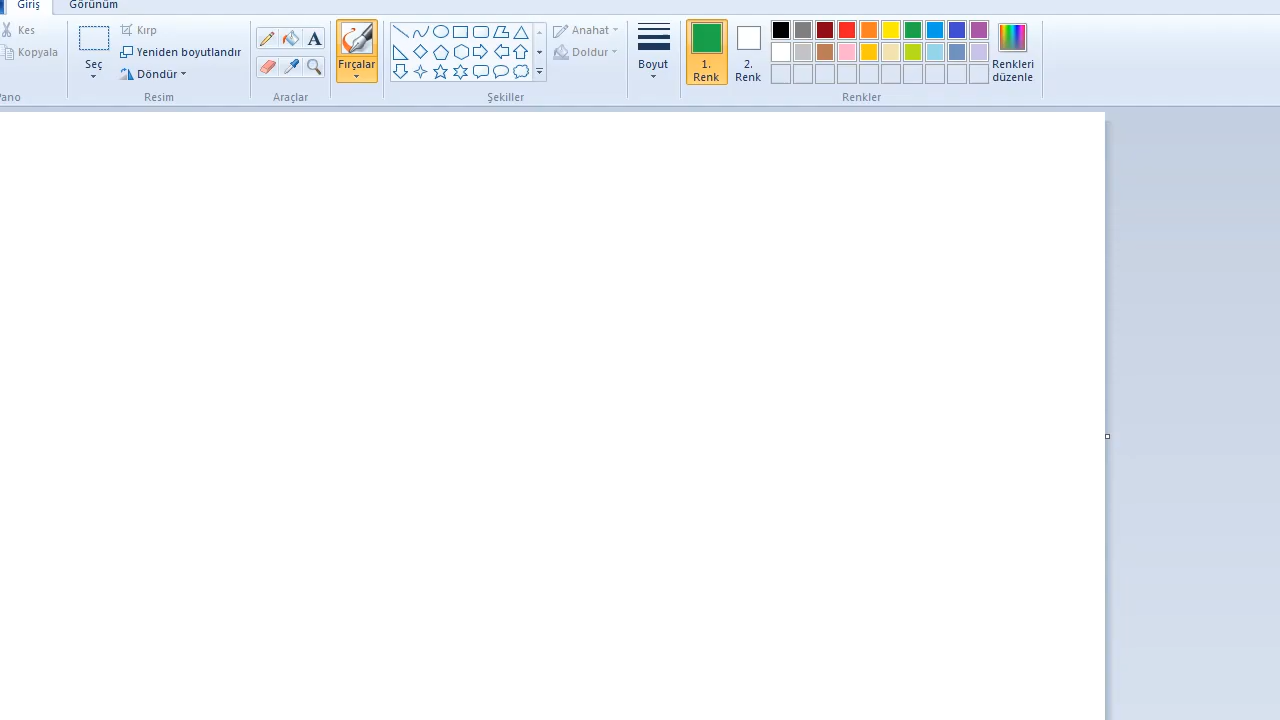 Giriş Görünüm
Kes
Kopyala
Pano
Seç
Kırp
Yeniden boyutlandır
Döndür
Resim
A
Araçlar
Fırçalar
Şekiller
Anahat
Doldur
Boyut
1.
Renk
2.
Renk
Renkleri
düzenle
Renkler